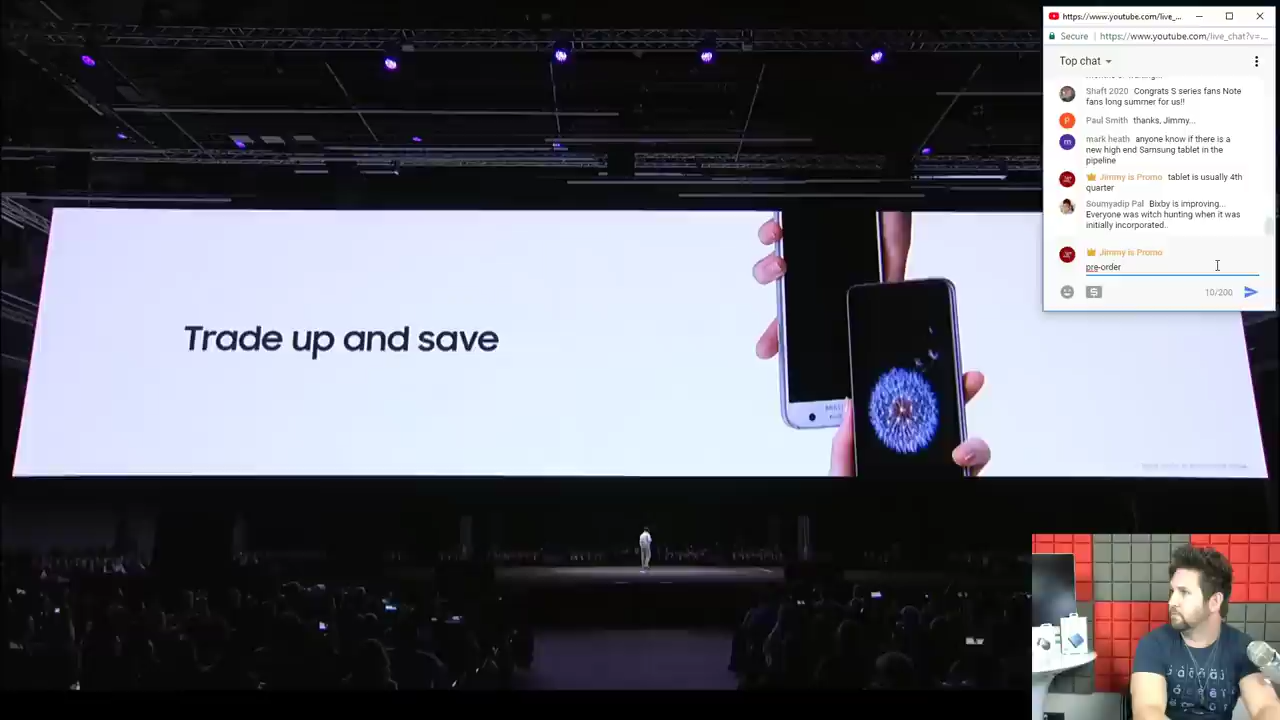 https://www.youtube.com/live_...
Secure | https://www.youtube.com/live_chat?v=...
Top chat
Shaft 2020 Congrats S series fans Note
fans long summer for us!!
Paul Smith thanks, Jimmy...
mark heath anyone know if there is a
new high end Samsung tablet in the
pipeline
Jimmy is Promo tablet is usually 4th
quarter
Soumyadip Pal Bixby is improving...
Everyone was witch hunting when it was
initially incorporated..
Jimmy is Promo
pre-order
10/200
Trade up and save
SAMSUNG